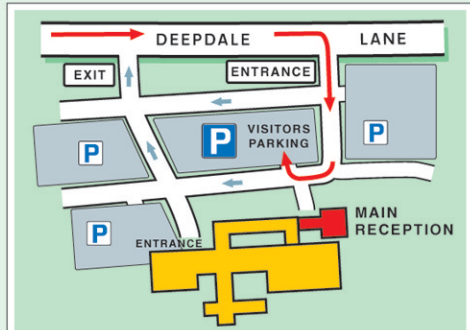 DEEPDALE LANE
EXIT
ENTRANCE
P
VISITORS
PARKING
P
P
P
ENTRANCE
MAIN
RECEPTION